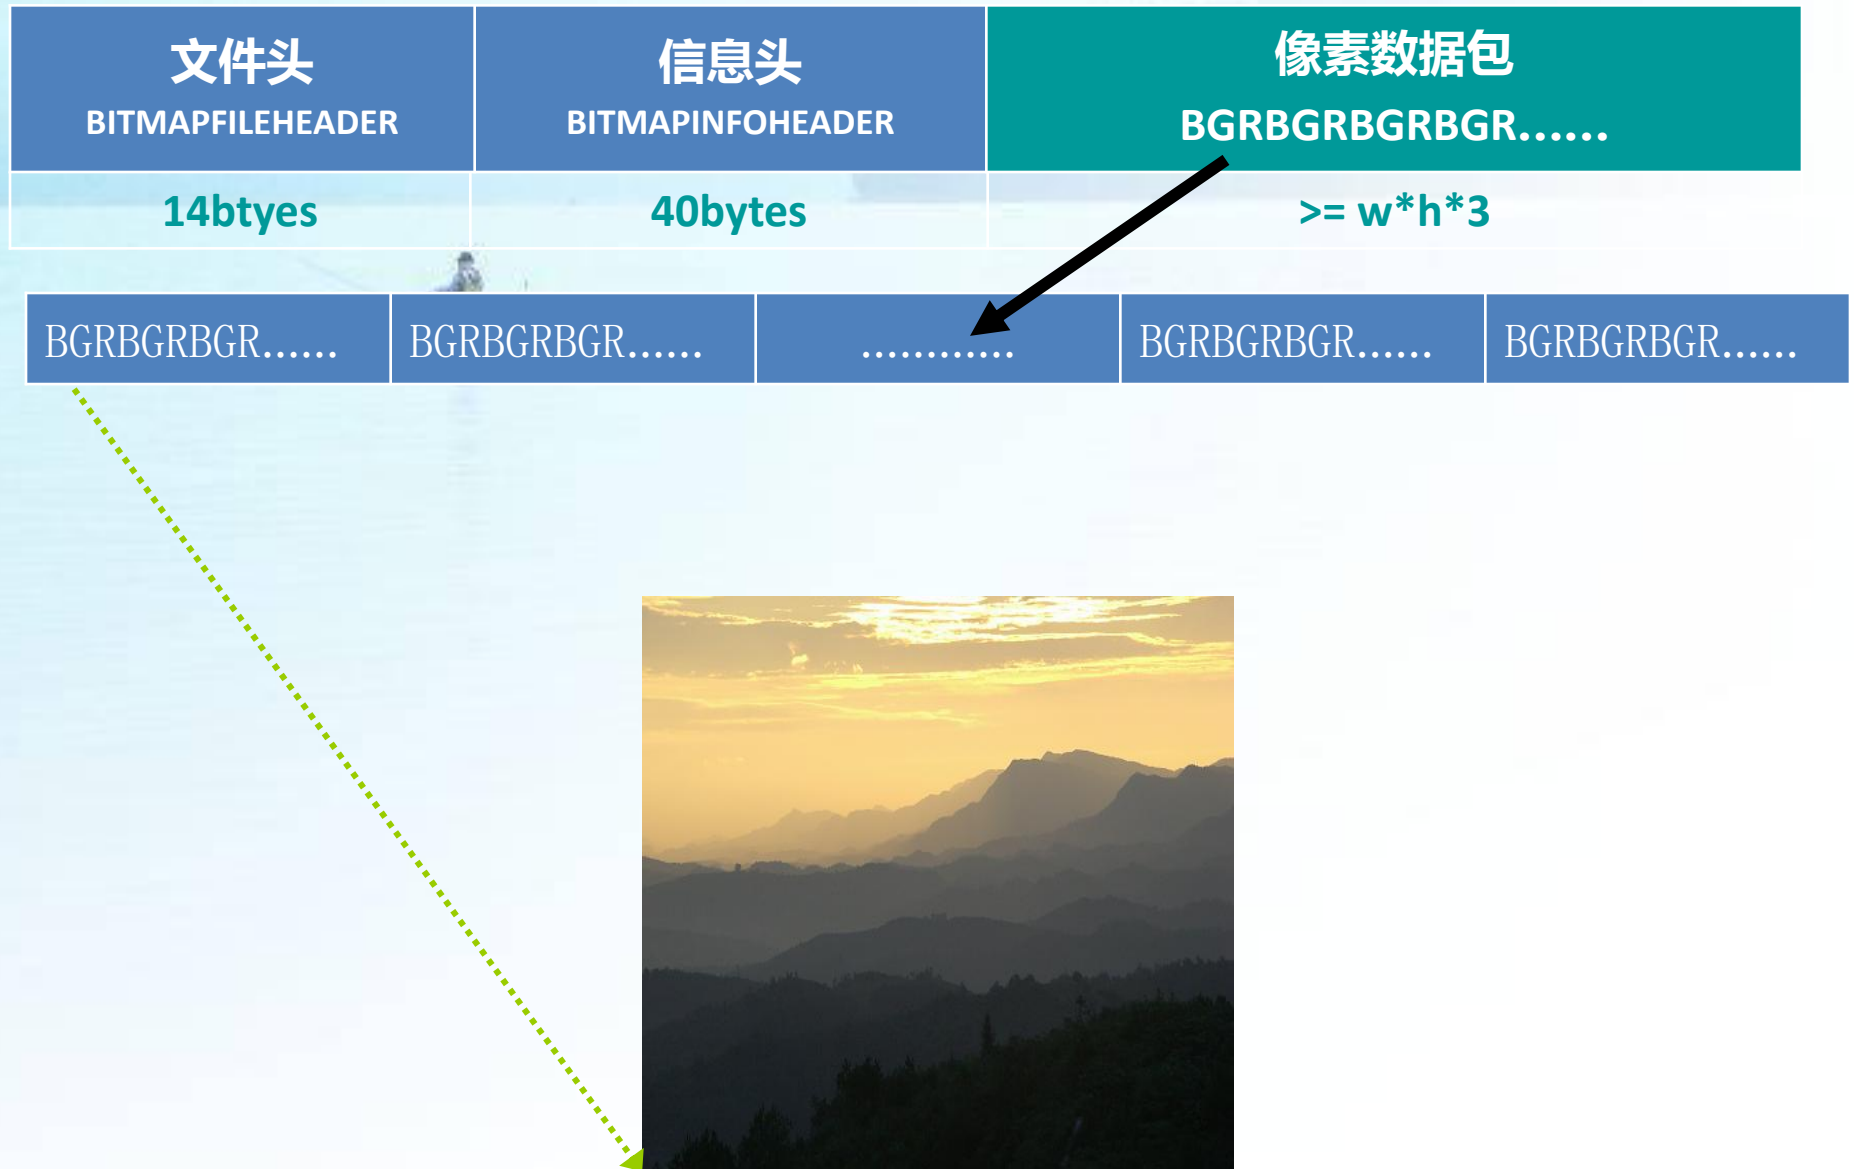 文件头
BITMAPFILEHEADER
信息头
BITMAPINFOHEADER
像素数据包
BGRBGRBGRBGR......
14btyes
40bytes
>= w*h*3
BGRBGRBGR......
BGRBGRBGR......
............
BGRBGRBGR......
BGRBGRBGR......